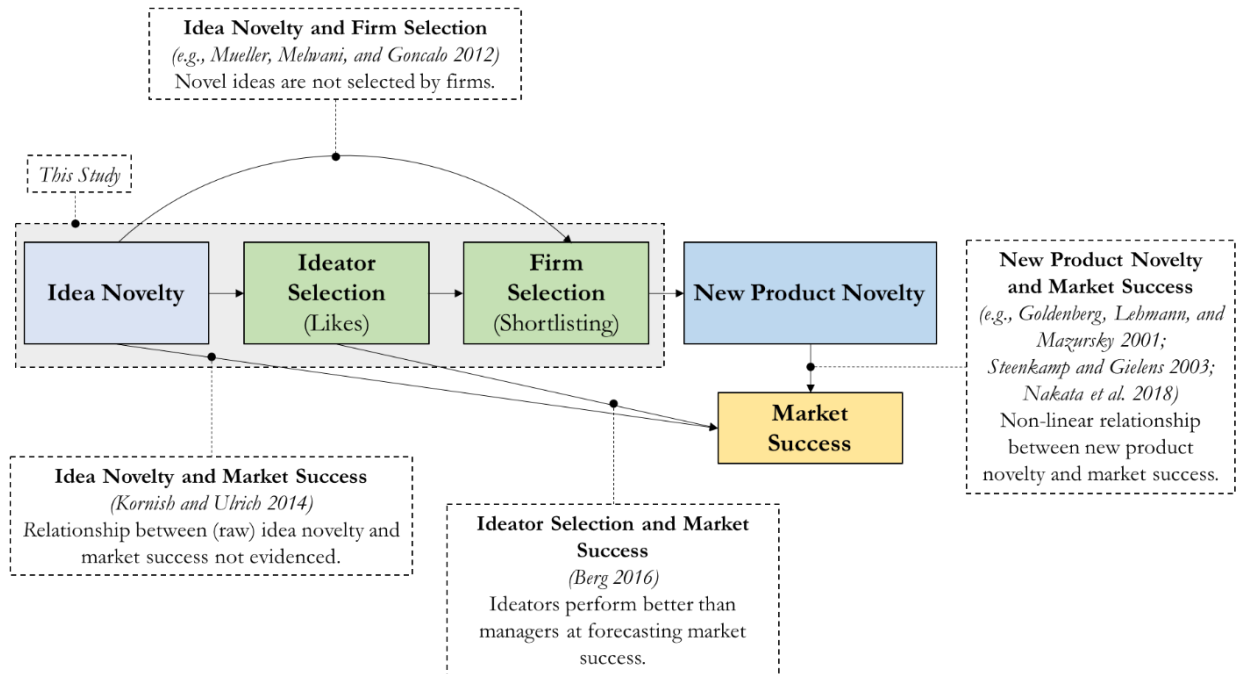 Idea Novelty and Firm Selection
(e.g., Mueller, Melwani, and Goncalo 2012)
Novel ideas are not selected by firms.
This Study
Idea Novelty
Ideator
Selection
(Likes)
Firm
Selection
(Shortlisting)
New Product Novelty
New Product Novelty
and Market Success
(e.g., Goldenberg, Lehmann, and
Mazursky 2001;
Steenkamp and Gielens 2003;
Nakata et al. 2018)
Non-linear relationship
between new product
novelty and market success.
Market
Success
Idea Novelty and Market Success
(Kornish and Ulrich 2014)
Relationship between (raw) idea novelty and
market success not evidenced.
Ideator Selection and Market
Success
(Berg 2016)
Ideators perform better than
managers at forecasting market
success.